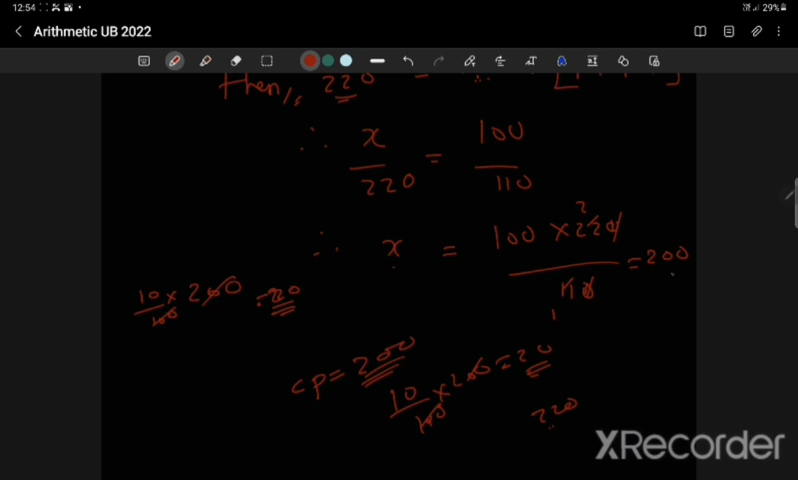 12:54 29%
Arithmetic UB 2022
Then, 220 =
∴ x/220 = 100/110
∴ x = 100 × 220/110 = 200
10/100 × 200 = 20
CP = 200
10/100 × 200 = 20
220
XRecorder